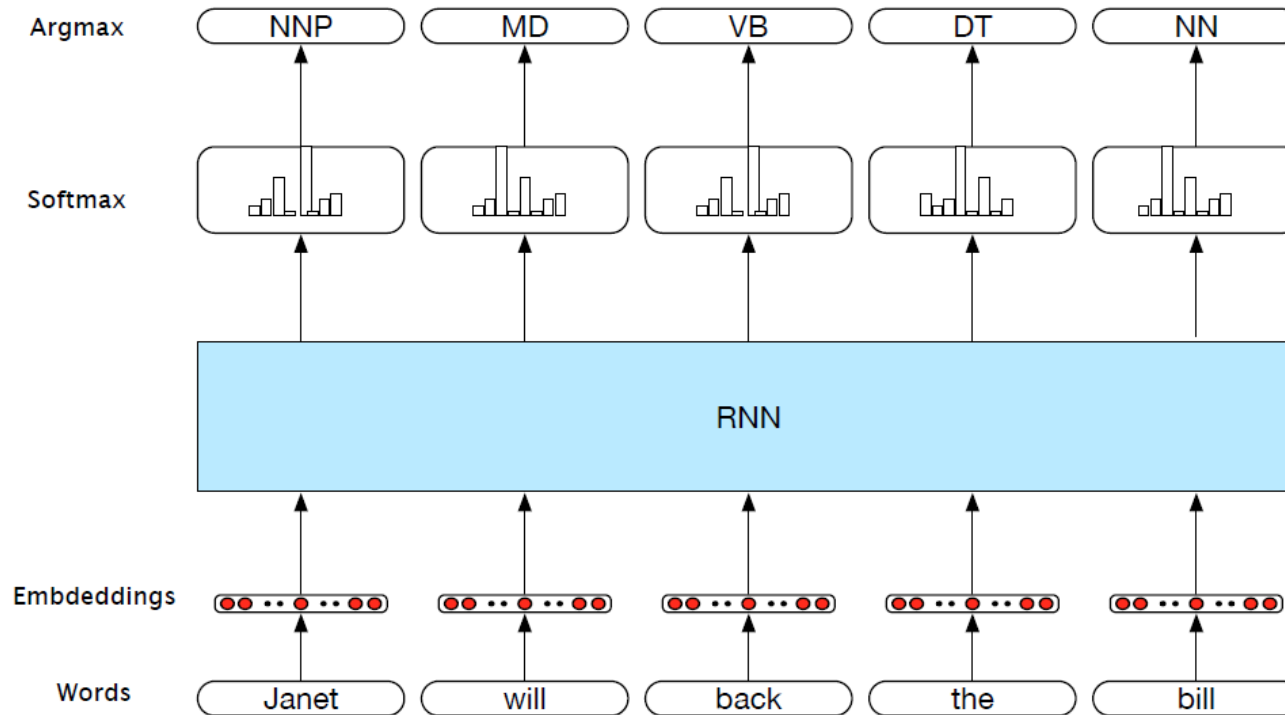 Argmax NNP MD VB DT NN
Softmax
RNN
Embdeddings
Words Janet will back the bill